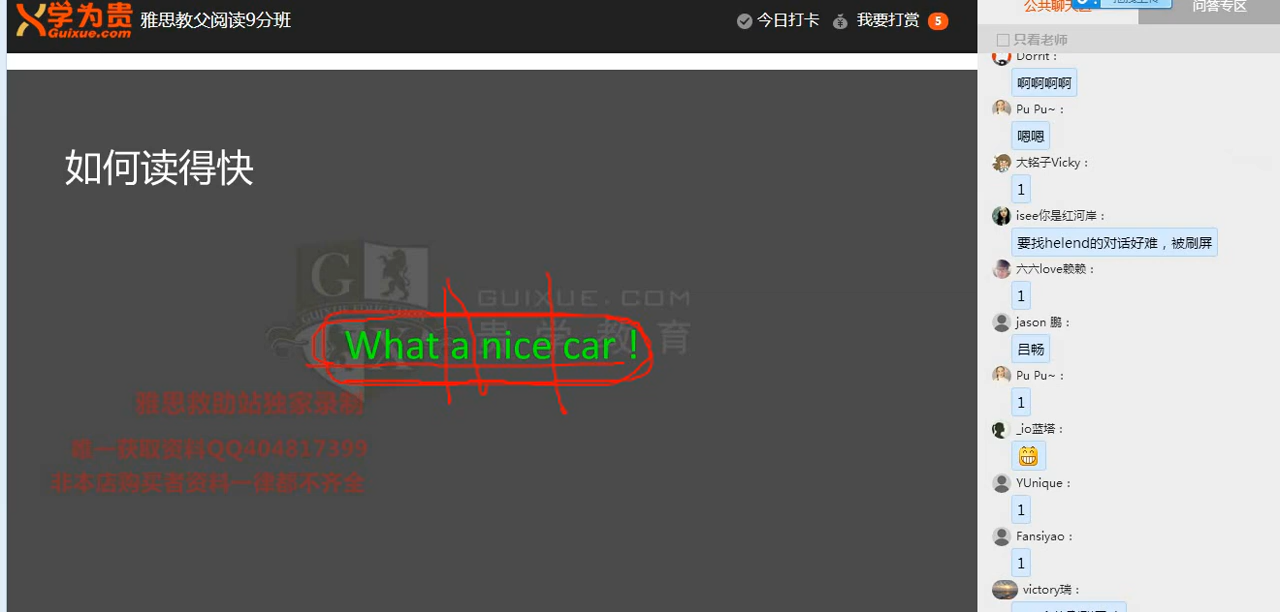 学为贵
Guixue.com
雅思教父阅读9分班
今日打卡
我要打赏
5
公共聊天区
问答专区
只看老师
如何读得快
G
GUIXUE EDUCATION
GUIXUE.COM
贵学教育
What a nice car !
雅思救助站独家录制
唯一获取资料QQ404817399
非本店购买者资料一律都不齐全
Dorrit：
啊啊啊啊
Pu Pu~：
嗯嗯
大铭子Vicky：
1
isee你是红河岸：
要找helend的对话好难，被刷屏
六六love赖赖：
1
jason 鹏：
吕畅
Pu Pu~：
1
_io蓝塔：
YUnique：
1
Fansiyao：
1
victory瑞：